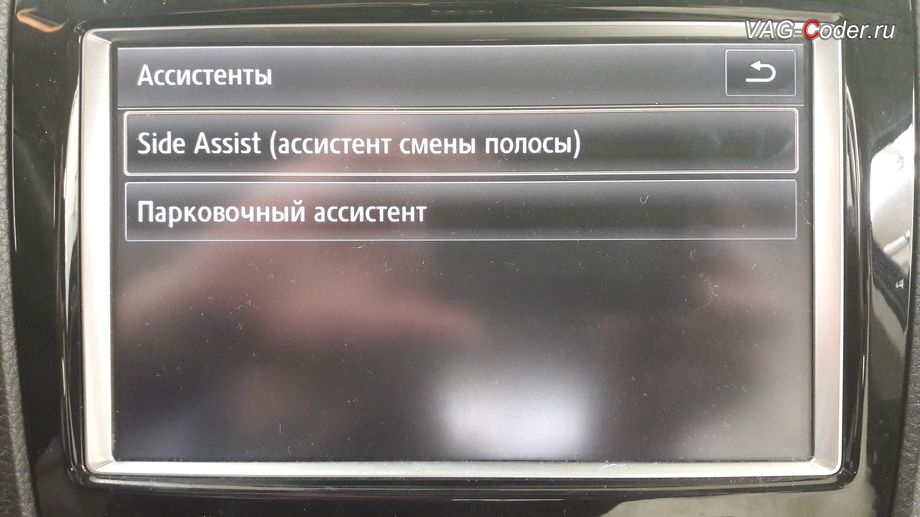 VAG-Coder.ru
Ассистенты
Side Assist (ассистент смены полосы)
Парковочный ассистент